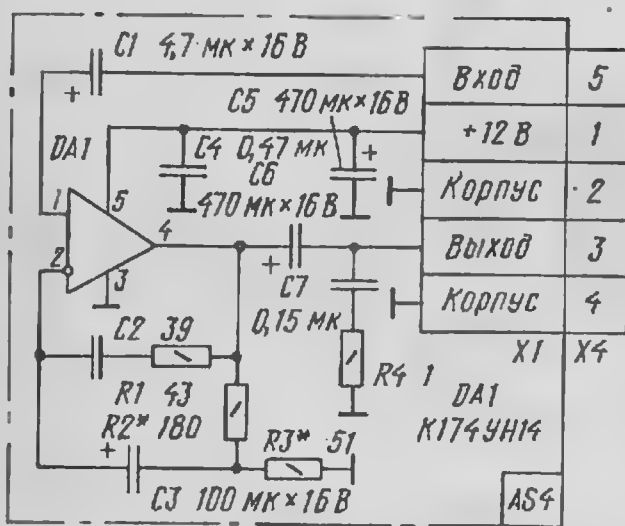 C1 4,7 мк×16 В
+
Вход 5
C5 470 мк×16 В
+12 В 1
DA1
C4 0,47 мк
+
C6
470 мк×16 В
Корпус 2
1
5
4
2
3
+
Выход 3
C7
0,15 мк
Корпус 4
C2 39
X1 X4
R1 43
R4 1
DA1
К174УН14
R2* 180
+
R3* 51
C3 100 мк×16 В
AS4